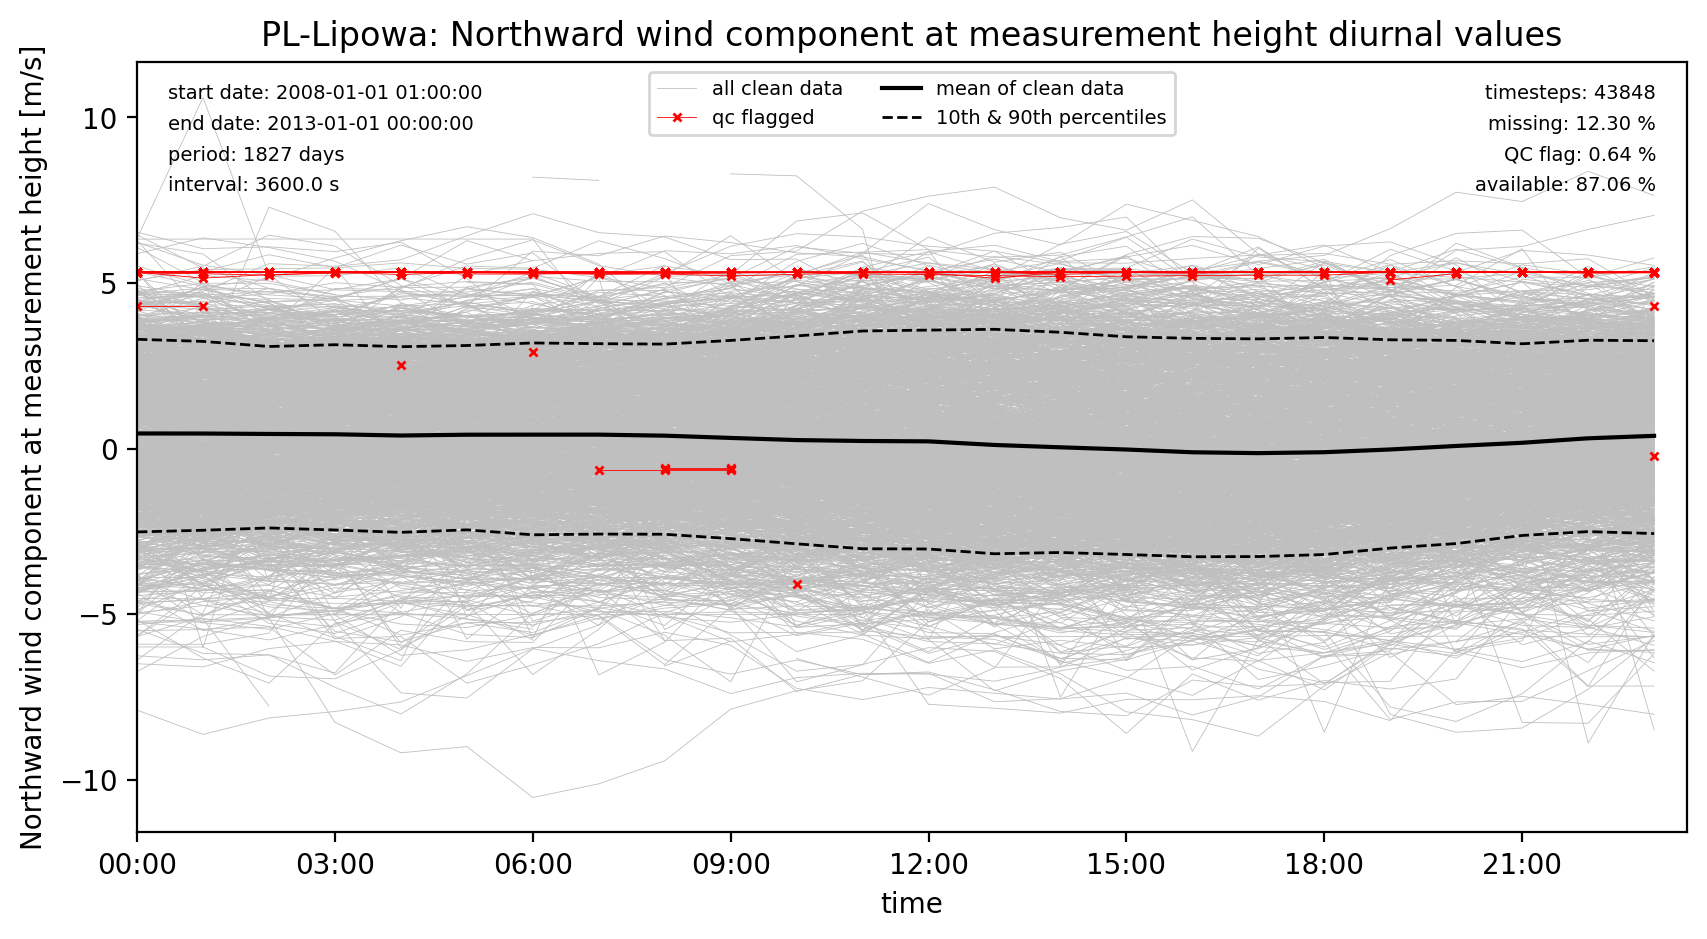 PL-Lipowa: Northward wind component at measurement height diurnal values
Northward wind component at measurement height [m/s]
start date: 2008-01-01 01:00:00
end date: 2013-01-01 00:00:00
period: 1827 days
interval: 3600.0 s
all clean data
qc flagged
mean of clean data
10th & 90th percentiles
timesteps: 43848
missing: 12.30 %
QC flag: 0.64 %
available: 87.06 %
10
5
0
−5
−10
00:00 03:00 06:00 09:00 12:00 15:00 18:00 21:00
time